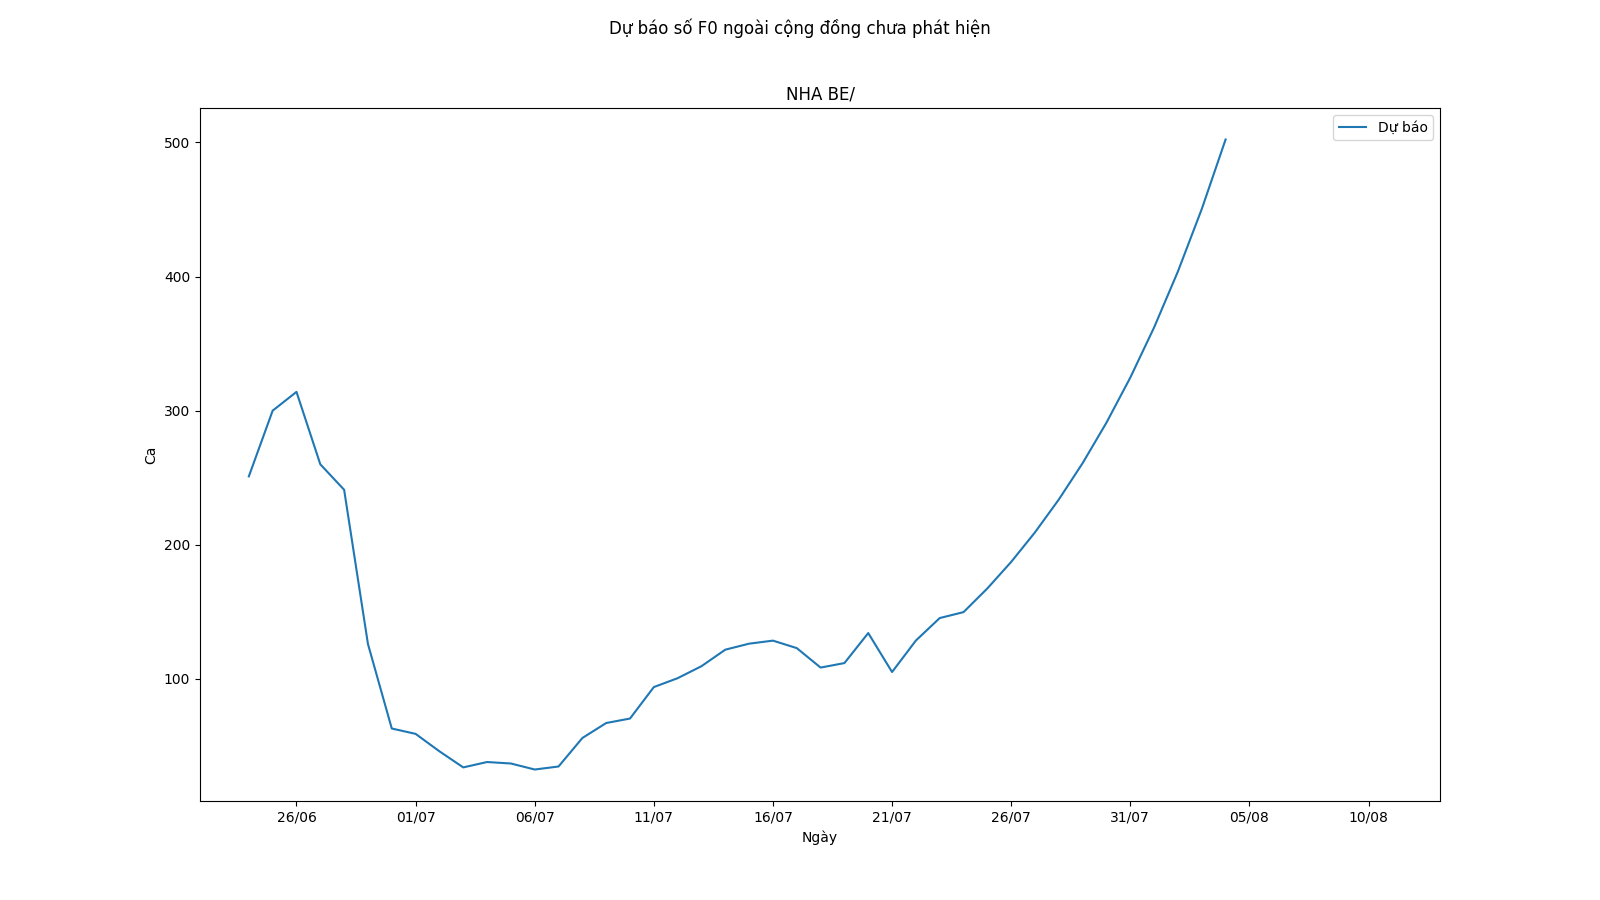 Dự báo số F0 ngoài cộng đồng chưa phát hiện
NHA BE/
Dự báo
500
400
300
200
100
Ca
26/06 01/07 06/07 11/07 16/07 21/07 26/07 31/07 05/08 10/08
Ngày